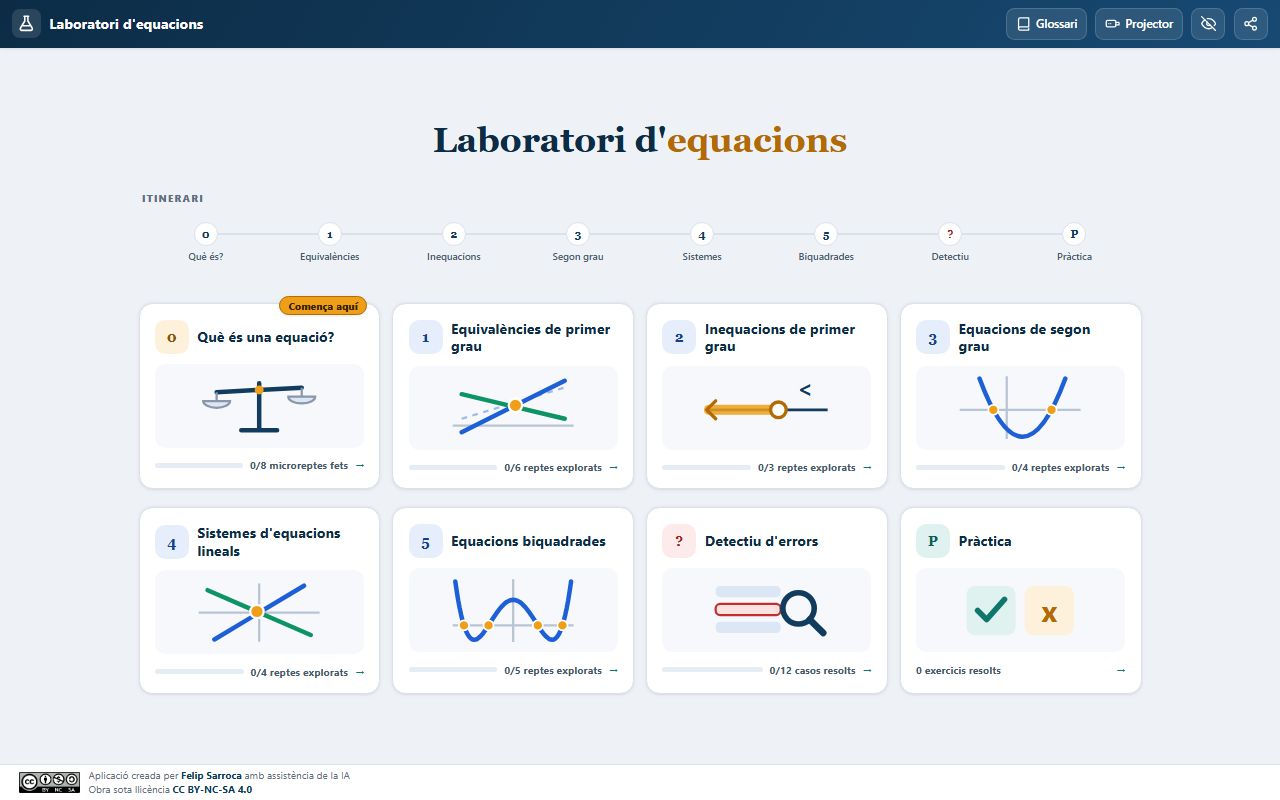 Laboratori d'equacions
Glossari
Projector
Laboratori d'equacions
ITINERARI
0
1
2
3
4
5
?
P
Què és?
Equivalències
Inequacions
Segon grau
Sistemes
Biquadrades
Detectiu
Pràctica
Comença aquí
0
Què és una equació?
0/8 microreptes fets →
1
Equivalències de primer
grau
0/6 reptes explorats →
2
Inequacions de primer
grau
<
0/3 reptes explorats →
3
Equacions de segon
grau
0/4 reptes explorats →
4
Sistemes d'equacions
lineals
0/4 reptes explorats →
5
Equacions biquadrades
0/5 reptes explorats →
?
Detectiu d'errors
0/12 casos resolts →
P
Pràctica
x
0 exercicis resolts →
cc BY NC SA
Aplicació creada per Felip Sarroca amb assistència de la IA
Obra sota llicència CC BY-NC-SA 4.0